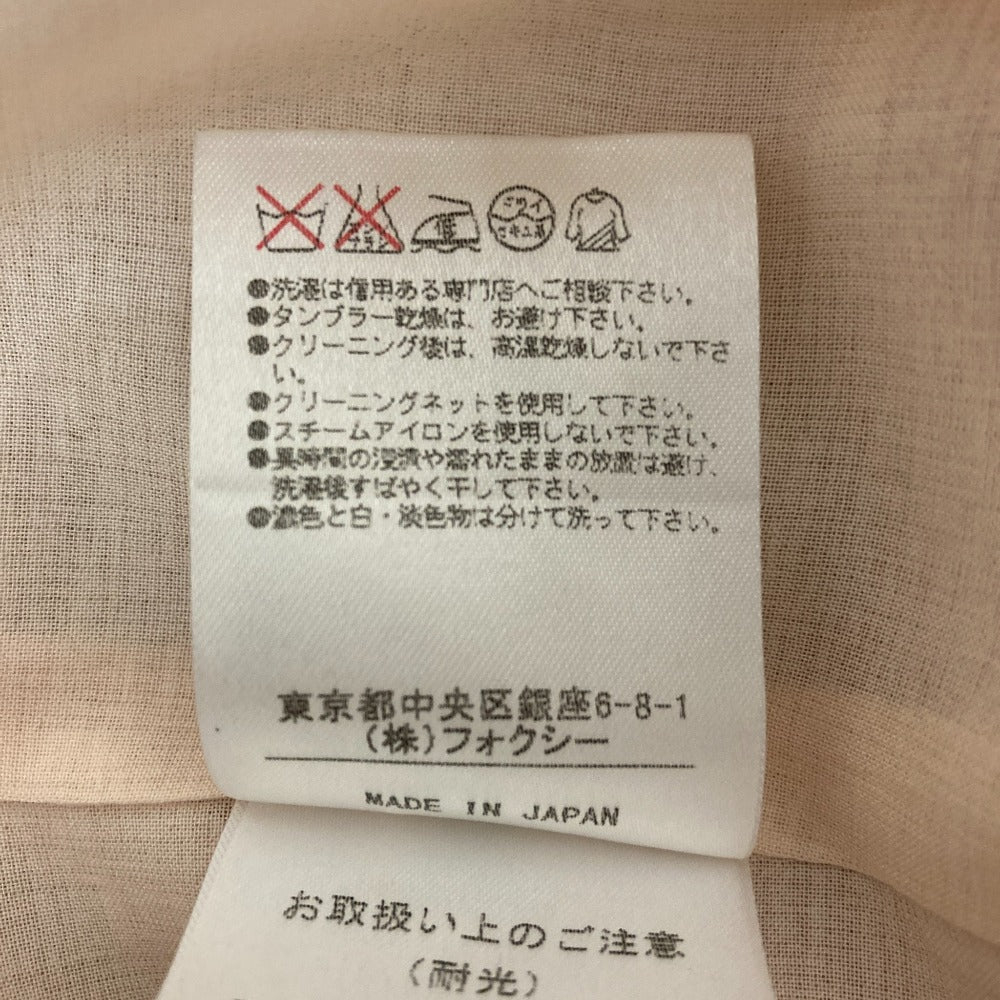 低
ドライ
セキユ系
●洗濯は信用ある専門店へご相談下さい。
●タンブラー乾燥は、お避け下さい。
●クリーニング後は、高温乾燥しないで下さ
い。
●クリーニングネットを使用して下さい。
●スチームアイロンを使用しないで下さい。
●長時間の浸漬や濡れたままの放置は避け、
洗濯後すばやく干して下さい。
●濃色と白・淡色物は分けて洗って下さい。
東京都中央区銀座6-8-1
(株)フォクシー
MADE IN JAPAN
お取扱い上のご注意
(耐光)